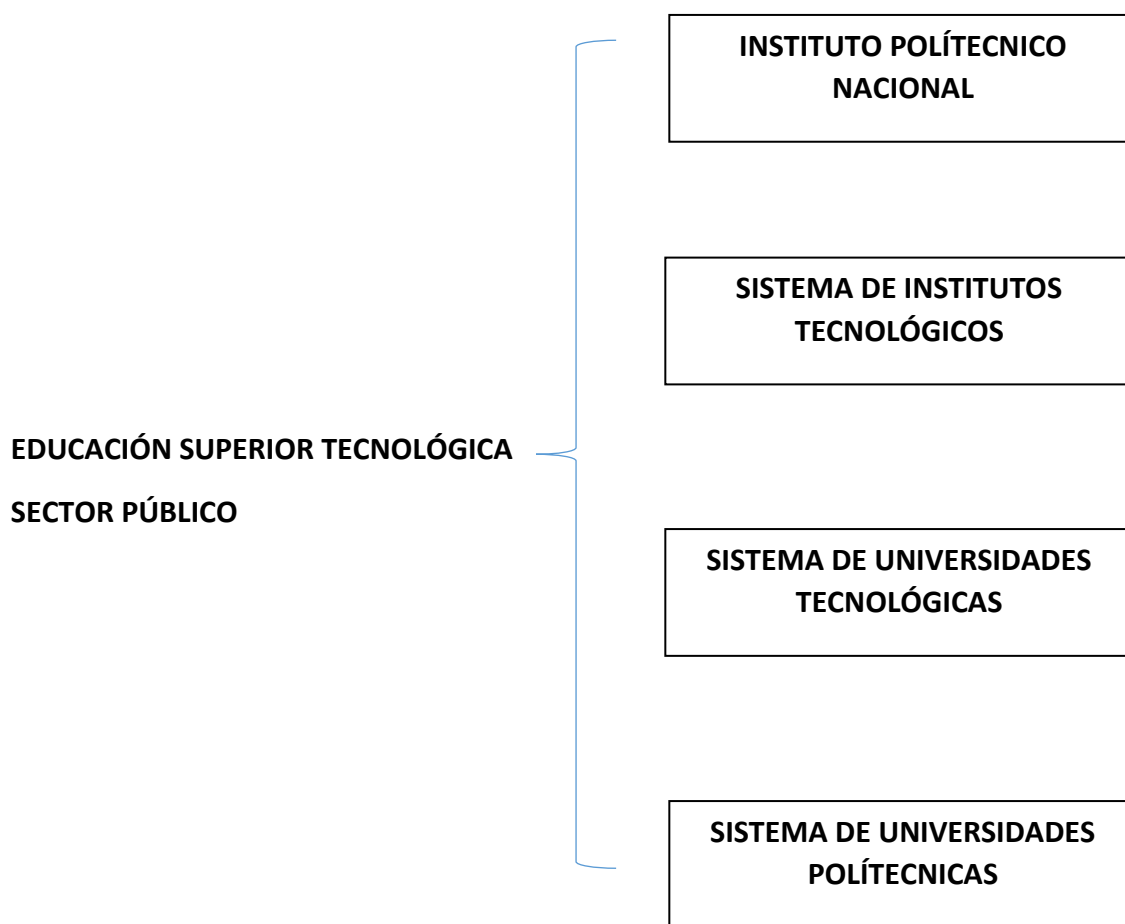 INSTITUTO POLÍTECNICO
NACIONAL
SISTEMA DE INSTITUTOS
TECNOLÓGICOS
EDUCACIÓN SUPERIOR TECNOLÓGICA
SECTOR PÚBLICO
SISTEMA DE UNIVERSIDADES
TECNOLÓGICAS
SISTEMA DE UNIVERSIDADES
POLÍTECNICAS